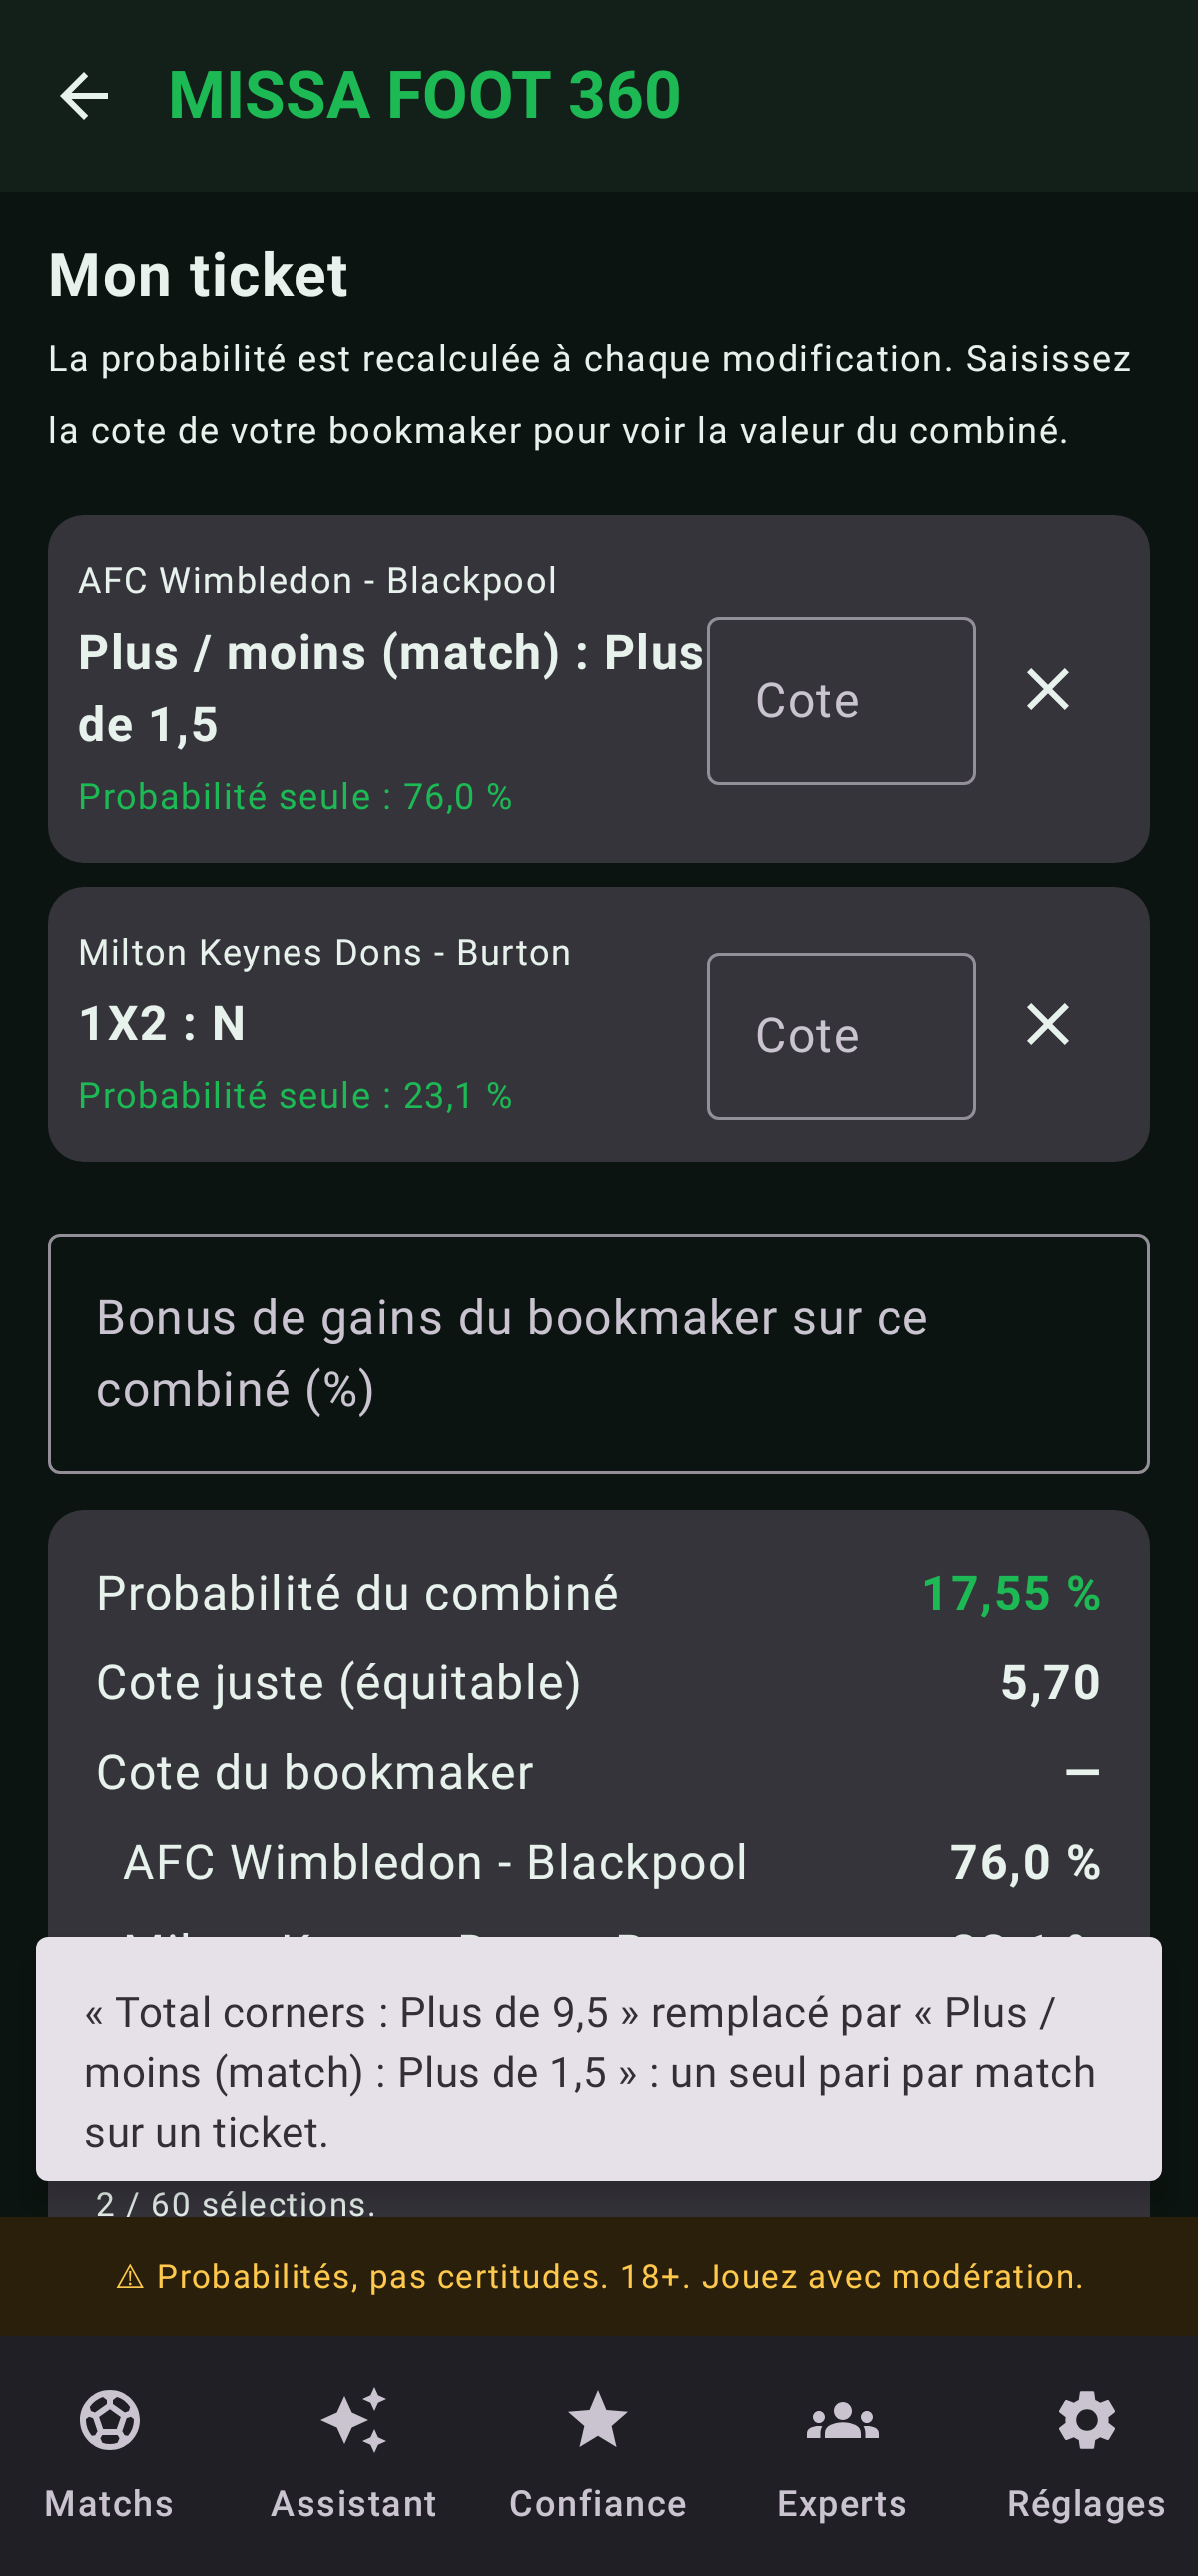 MISSA FOOT 360
Mon ticket
La probabilité est recalculée à chaque modification. Saisissez
la cote de votre bookmaker pour voir la valeur du combiné.
AFC Wimbledon - Blackpool
Plus / moins (match) : Plus
de 1,5
Cote
Probabilité seule : 76,0 %
Milton Keynes Dons - Burton
1X2 : N
Cote
Probabilité seule : 23,1 %
Bonus de gains du bookmaker sur ce
combiné (%)
Probabilité du combiné 17,55 %
Cote juste (équitable) 5,70
Cote du bookmaker –
AFC Wimbledon - Blackpool 76,0 %
« Total corners : Plus de 9,5 » remplacé par « Plus /
moins (match) : Plus de 1,5 » : un seul pari par match
sur un ticket.
2 / 60 sélections.
⚠ Probabilités, pas certitudes. 18+. Jouez avec modération.
Matchs Assistant Confiance Experts Réglages